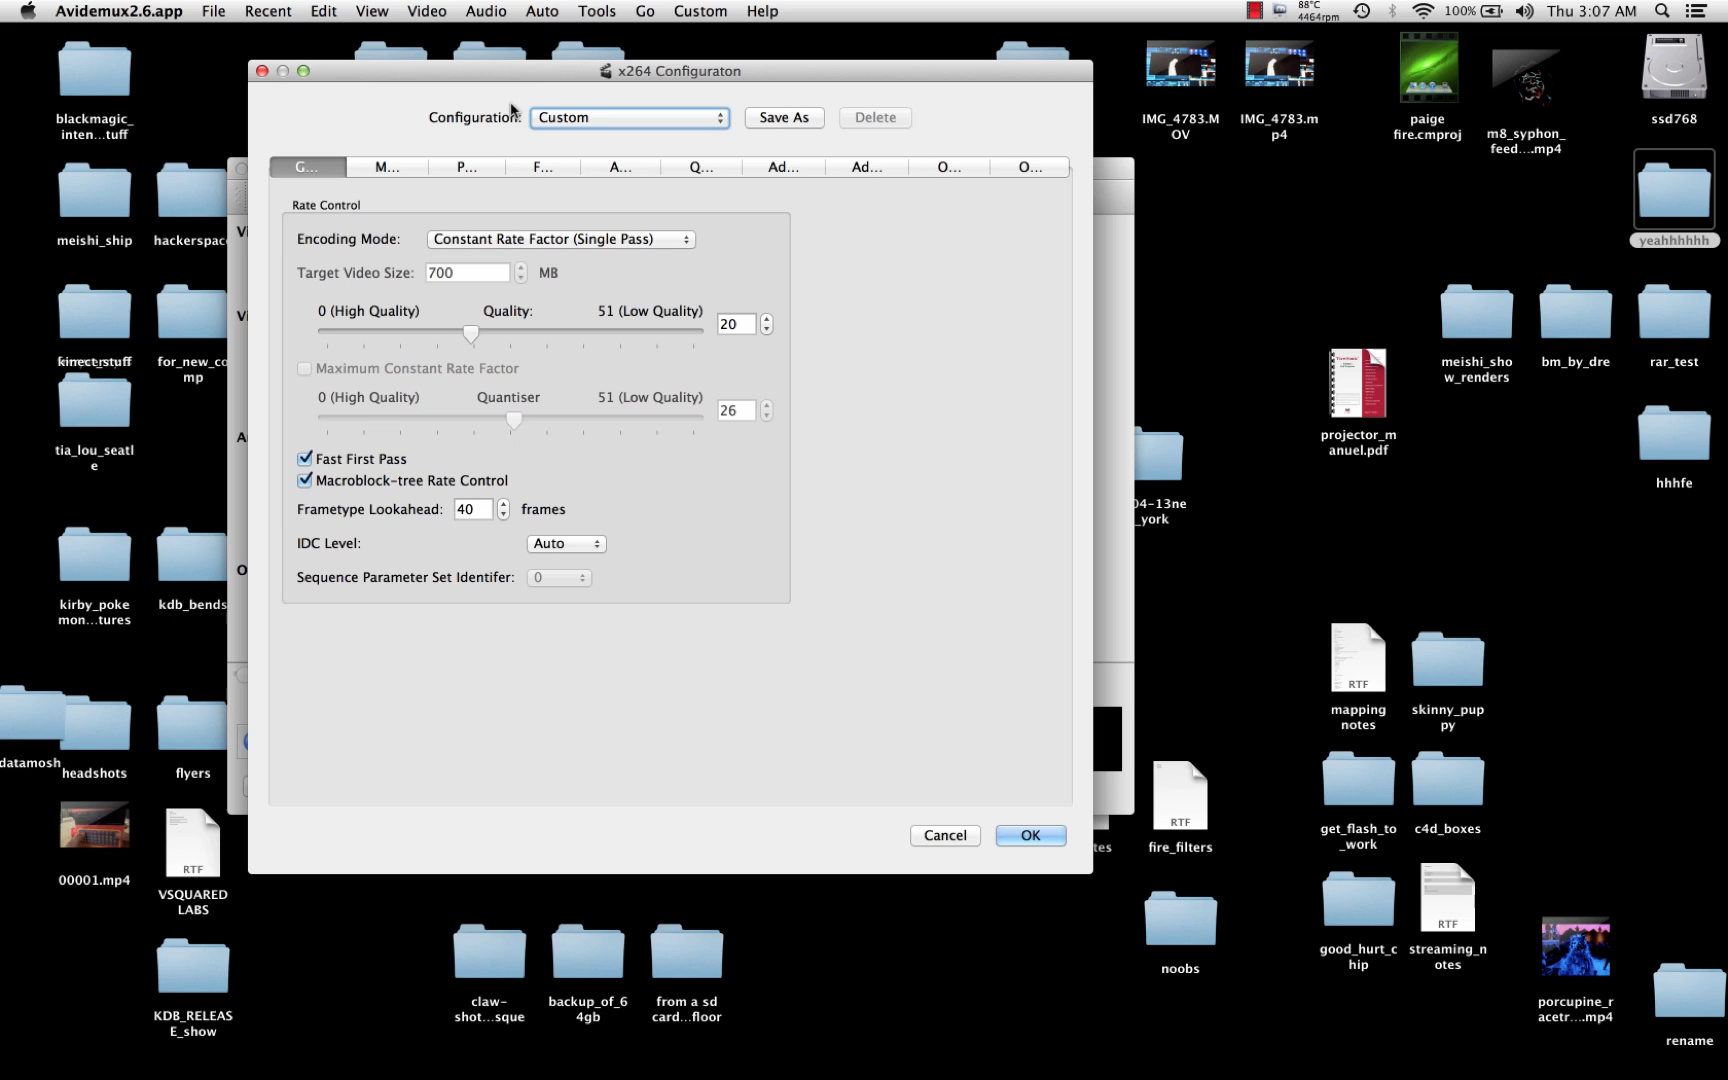 Avidemux2.6.app File Recent Edit View Video Audio Auto Tools Go Custom Help
88°C
4464rpm
100%
Thu 3:07 AM
x264 Configuraton
Configuration:
Custom
Save As
Delete
G...
M...
P...
F...
A...
Q...
Ad...
Ad...
O...
O...
Rate Control
Encoding Mode:
Constant Rate Factor (Single Pass)
Target Video Size:
700
MB
0 (High Quality)
Quality:
51 (Low Quality)
20
Maximum Constant Rate Factor
0 (High Quality)
Quantiser
51 (Low Quality)
26
Fast First Pass
Macroblock-tree Rate Control
Frametype Lookahead:
40
frames
IDC Level:
Auto
Sequence Parameter Set Identifer:
0
Cancel
OK
Vi
Vi
A
O
blackmagic_
inten...tuff
meishi_ship
hackerspac
kinect_stuff
for_new_co
mp
tia_lou_seatl
e
kirby_poke
mon...tures
kdb_bends
datamosh
headshots
flyers
00001.mp4
RTF
VSQUARED
LABS
KDB_RELEAS
E_show
claw-
shot...sque
backup_of_6
4gb
from a sd
card...floor
IMG_4783.M
OV
IMG_4783.m
p4
paige
fire.cmproj
m8_syphon_
feed....mp4
ssd768
yeahhhhhh
meishi_sho
w_renders
bm_by_dre
rar_test
projector_m
anuel.pdf
hhhfe
04-13ne
_york
RTF
mapping
notes
skinny_pup
py
RTF
tes
fire_filters
get_flash_to
_work
c4d_boxes
noobs
good_hurt_c
hip
RTF
streaming_n
otes
porcupine_r
acetr....mp4
rename